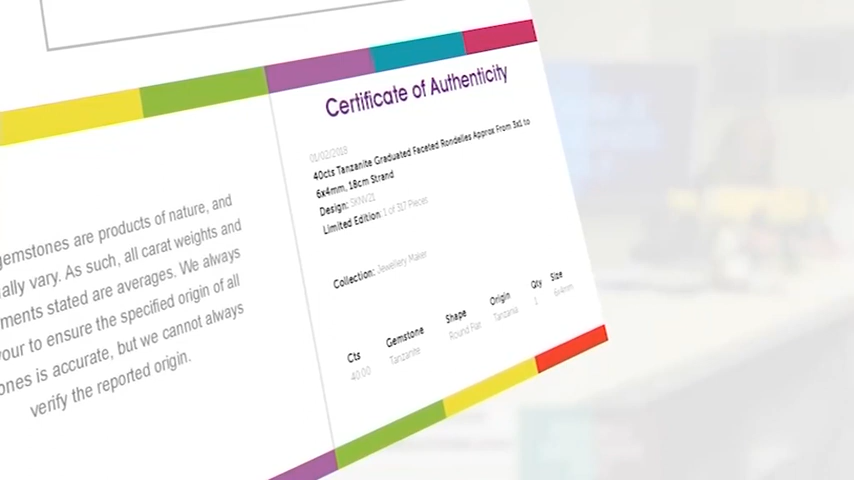 gemstones are products of nature, and
ally vary. As such, all carat weights and
ments stated are averages. We always
vour to ensure the specified origin of all
ones is accurate, but we cannot always
verify the reported origin.
Certificate of Authenticity
01/02/2018
40cts Tanzanite Graduated Faceted Rondelles Approx From 3x1 to
6x4mm, 18cm Strand
Design: SKNV21
Limited Edition 1 of 317 Pieces
Collection: Jewellery Maker
Cts Gemstone Shape Origin Qty Size
40.00 Tanzanite Round Flat Tanzania 1 6x4mm